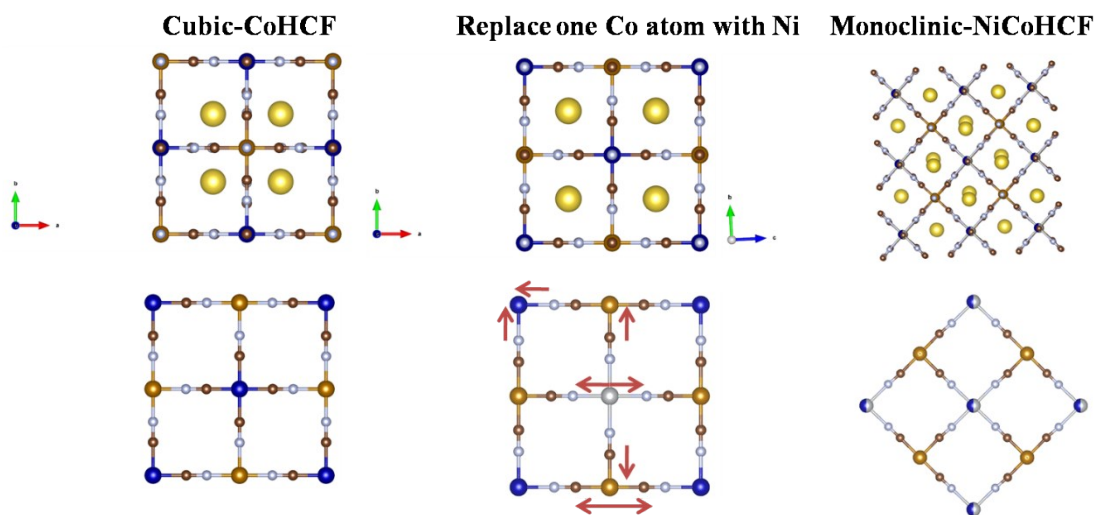 Cubic-CoHCF
Replace one Co atom with Ni
Monoclinic-NiCoHCF
b
a
b
a
b
c